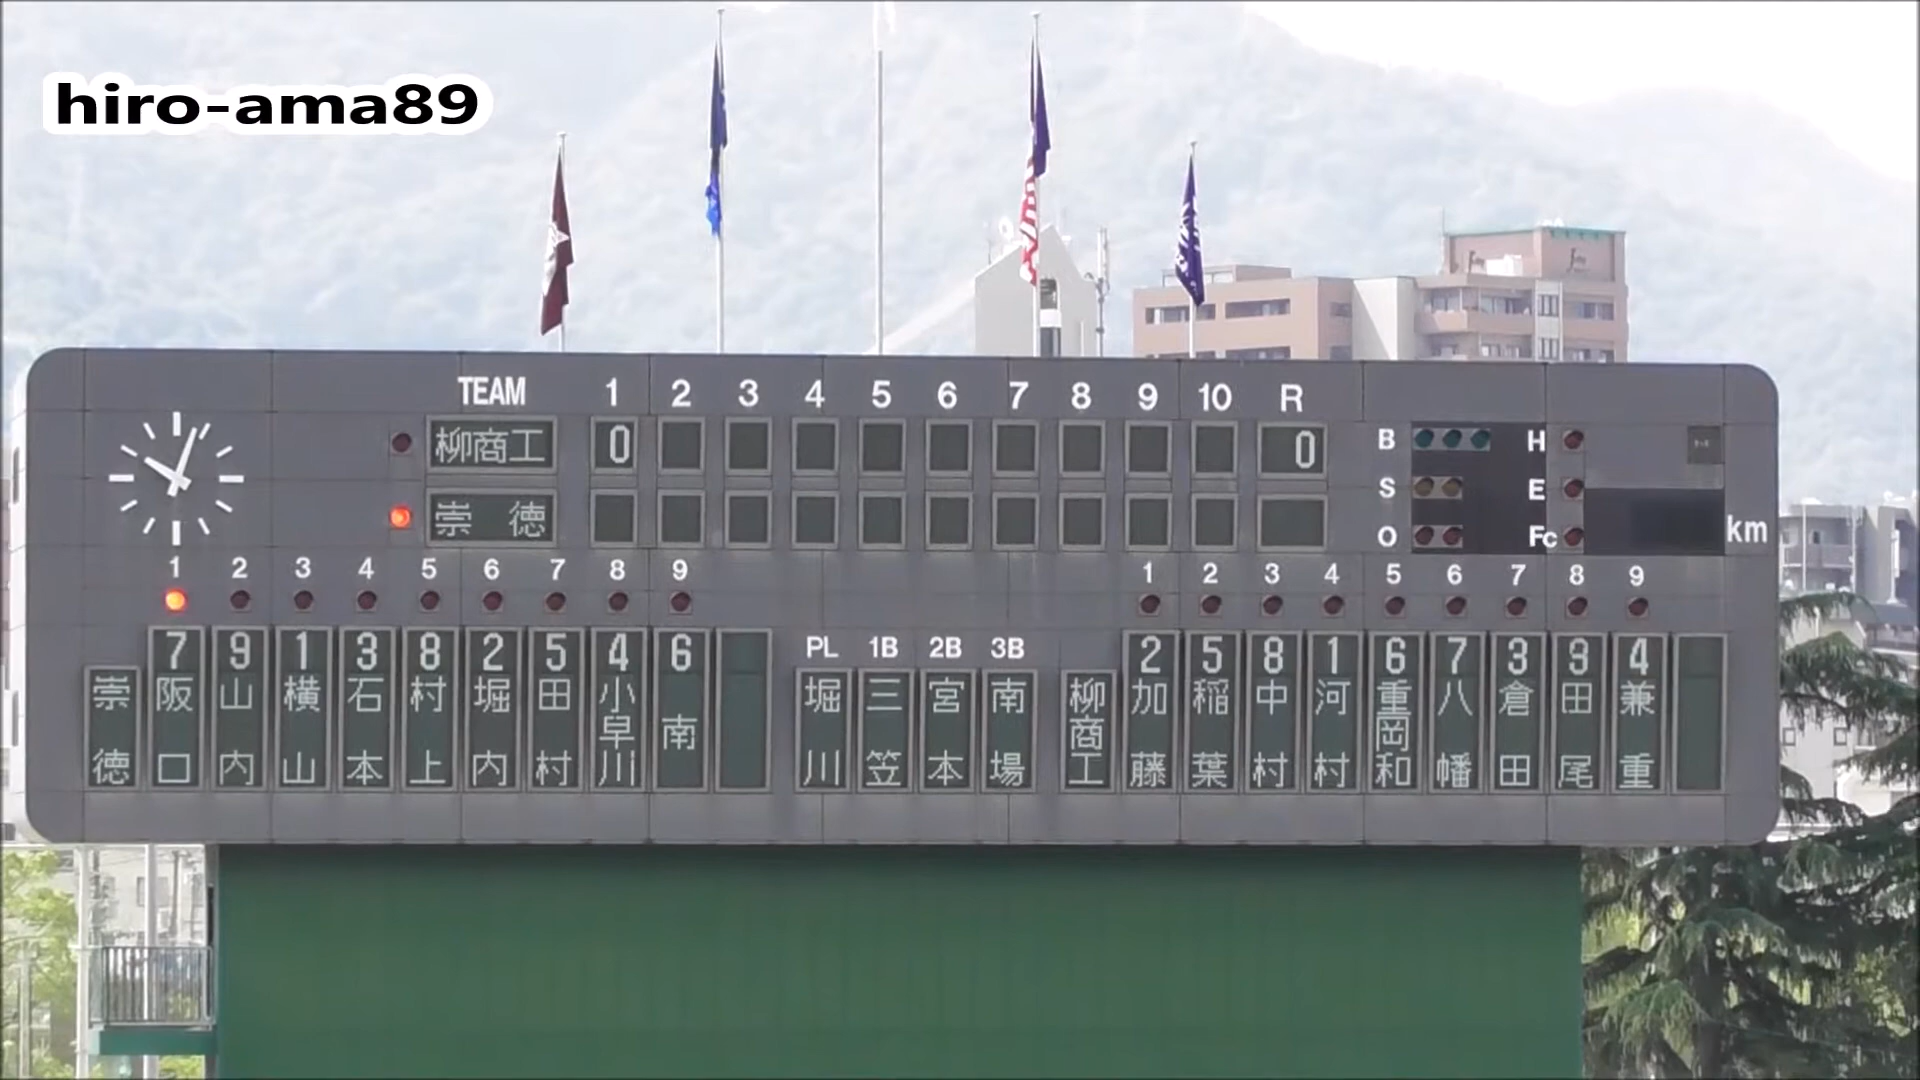 hiro-ama89
TEAM 1 2 3 4 5 6 7 8 9 10 R
柳商工 0 0
崇徳
B H
S E
O Fc
km
1 2 3 4 5 6 7 8 9
7 9 1 3 8 2 5 4 6
崇徳 阪口 山内 横山 石本 村上 堀内 田村 小早川 南
PL 1B 2B 3B
堀川 三笠 宮本 南場
1 2 3 4 5 6 7 8 9
2 5 8 1 6 7 3 9 4
柳商工 加藤 稲葉 中村 河村 重岡和 八幡 倉田 田尾 兼重